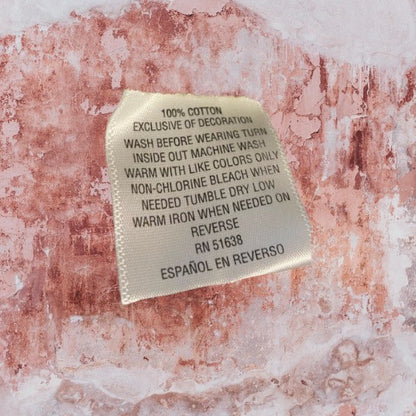 100% COTTON
EXCLUSIVE OF DECORATION
WASH BEFORE WEARING TURN
INSIDE OUT MACHINE WASH
WARM WITH LIKE COLORS ONLY
NON-CHLORINE BLEACH WHEN
NEEDED TUMBLE DRY LOW
WARM IRON WHEN NEEDED ON
REVERSE
RN 51638
ESPAÑOL EN REVERSO